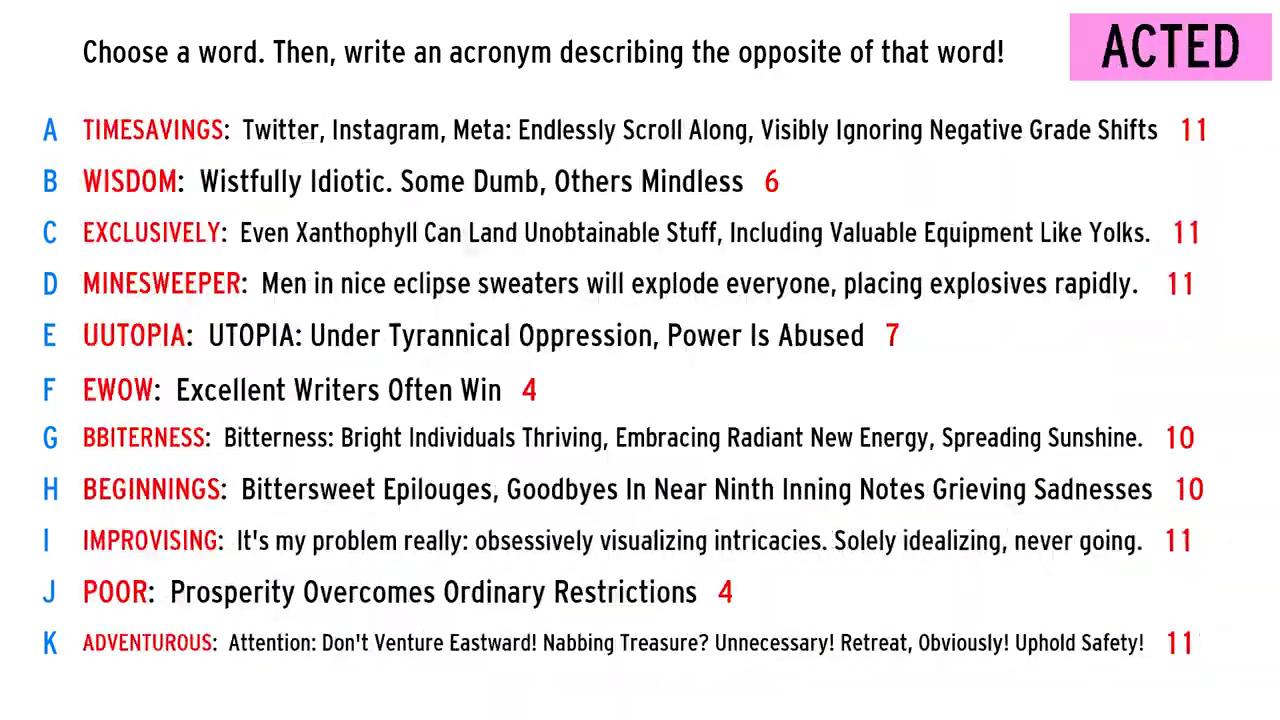 Choose a word. Then, write an acronym describing the opposite of that word!
ACTED
A TIMESAVINGS: Twitter, Instagram, Meta: Endlessly Scroll Along, Visibly Ignoring Negative Grade Shifts 11
B WISDOM: Wistfully Idiotic. Some Dumb, Others Mindless 6
C EXCLUSIVELY: Even Xanthophyll Can Land Unobtainable Stuff, Including Valuable Equipment Like Yolks. 11
D MINESWEEPER: Men in nice eclipse sweaters will explode everyone, placing explosives rapidly. 11
E UUTOPIA: UTOPIA: Under Tyrannical Oppression, Power Is Abused 7
F EWOW: Excellent Writers Often Win 4
G BBITERNESS: Bitterness: Bright Individuals Thriving, Embracing Radiant New Energy, Spreading Sunshine. 10
H BEGINNINGS: Bittersweet Epilouges, Goodbyes In Near Ninth Inning Notes Grieving Sadnesses 10
I IMPROVISING: It's my problem really: obsessively visualizing intricacies. Solely idealizing, never going. 11
J POOR: Prosperity Overcomes Ordinary Restrictions 4
K ADVENTUROUS: Attention: Don't Venture Eastward! Nabbing Treasure? Unnecessary! Retreat, Obviously! Uphold Safety! 11